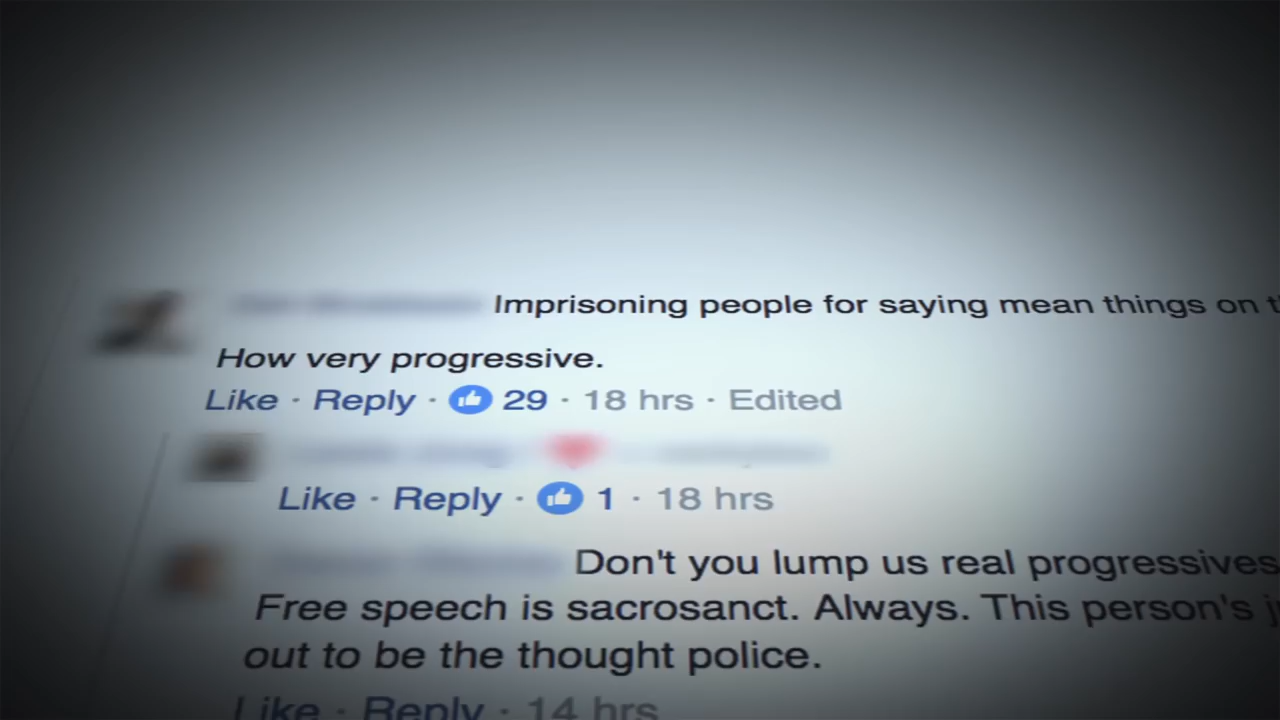 Imprisoning people for saying mean things on
How very progressive.
Like · Reply · 29 · 18 hrs · Edited
Like · Reply · 1 · 18 hrs
Don't you lump us real progressives
Free speech is sacrosanct. Always. This person's
out to be the thought police.
Like · Reply · 14 hrs